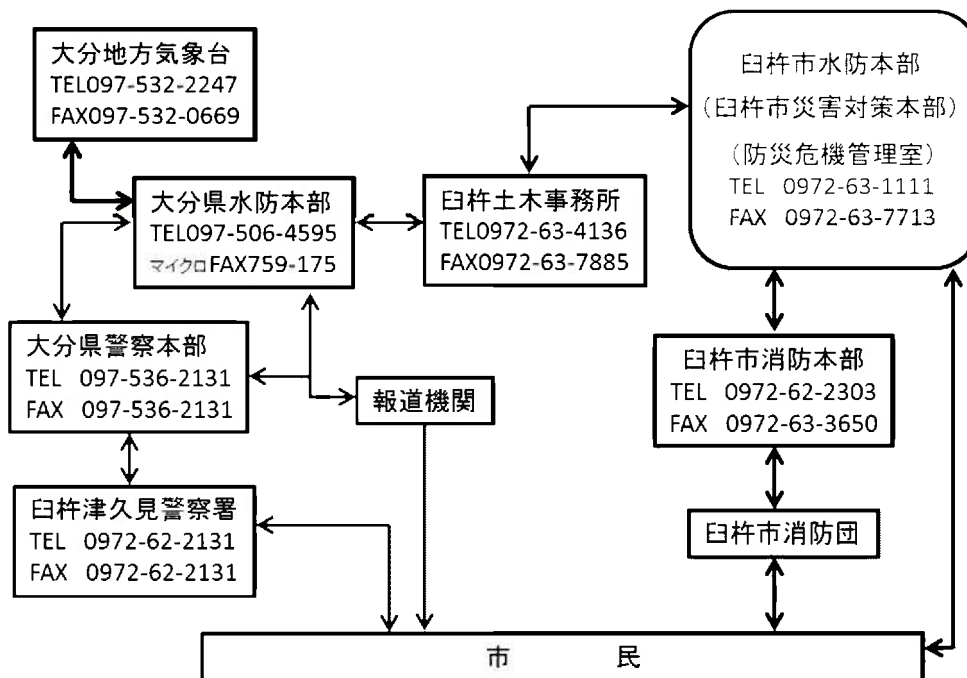 大分地方気象台
TEL097-532-2247
FAX097-532-0669
臼杵市水防本部
(臼杵市災害対策本部)
(防災危機管理室)
TEL 0972-63-1111
FAX 0972-63-7713
大分県水防本部
TEL097-506-4595
マイクロFAX759-175
臼杵土木事務所
TEL0972-63-4136
FAX0972-63-7885
大分県警察本部
TEL 097-536-2131
FAX 097-536-2131
報道機関
臼杵市消防本部
TEL 0972-62-2303
FAX 0972-63-3650
臼杵津久見警察署
TEL 0972-62-2131
FAX 0972-62-2131
臼杵市消防団
市 民